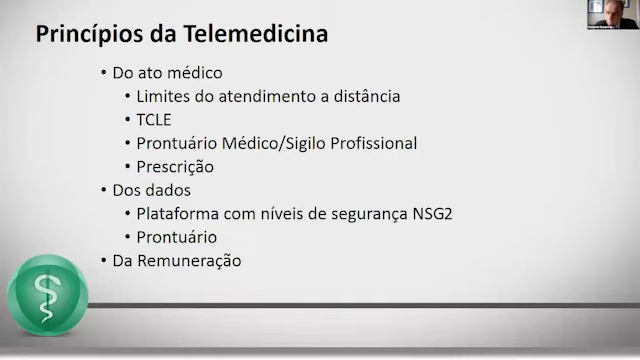 Princípios da Telemedicina
• Do ato médico
• Limites do atendimento a distância
• TCLE
• Prontuário Médico/Sigilo Profissional
• Prescrição
• Dos dados
• Plataforma com níveis de segurança NSG2
• Prontuário
• Da Remuneração